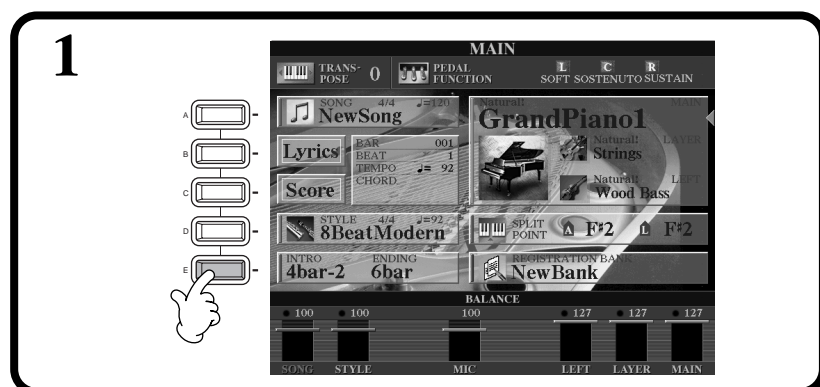 1
MAIN
TRANS-
POSE 0
PEDAL
FUNCTION
L C R
SOFT SOSTENUTO SUSTAIN
A
B
C
D
E
SONG 4/4 ♩=120
NewSong
Lyrics
Score
BAR 001
BEAT 1
TEMPO ♩= 92
CHORD
STYLE 4/4 ♩=92
8BeatModern
INTRO ENDING
4bar-2 6bar
Natural! MAIN
GrandPiano1
Natural! LAYER
Strings
Natural! LEFT
Wood Bass
SPLIT
POINT A F♯2 L F♯2
REGISTRATION BANK
NewBank
BALANCE
100 100 100 127 127 127
SONG STYLE MIC LEFT LAYER MAIN